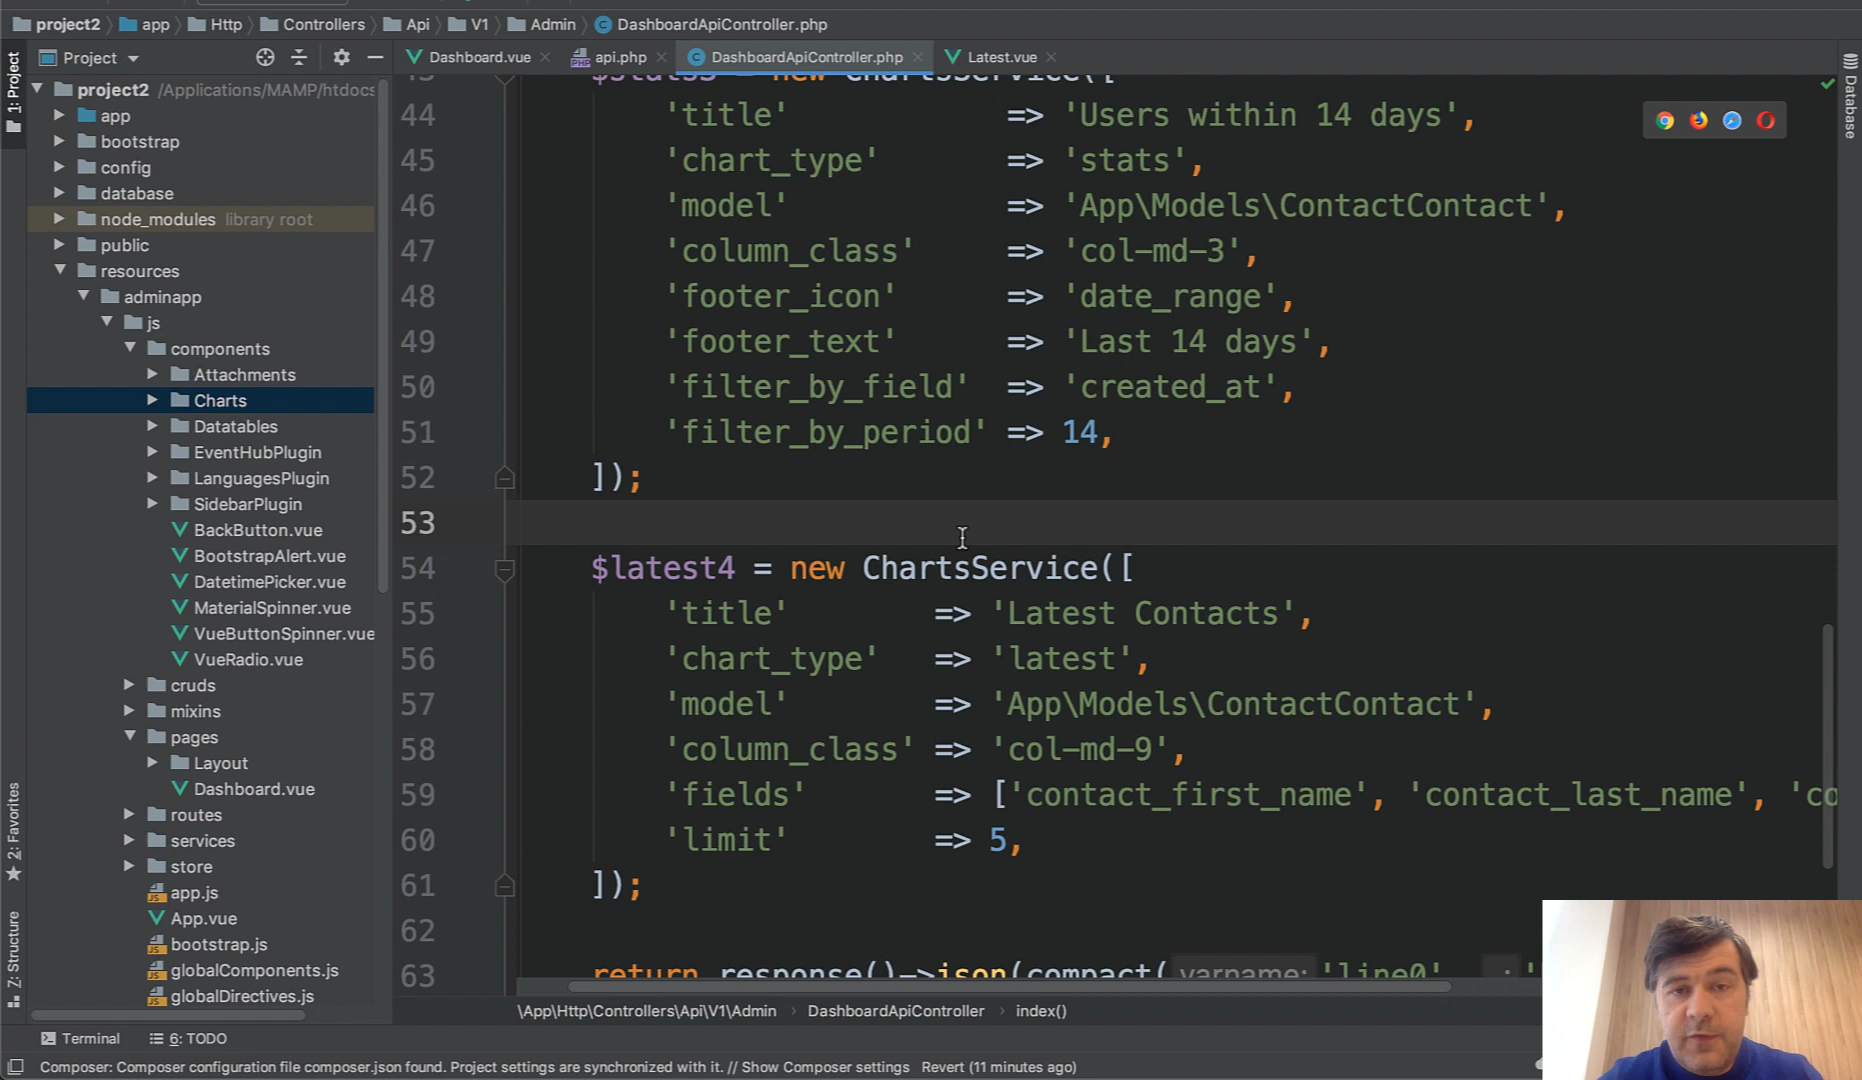 project2 app Http Controllers Api V1 Admin DashboardApiController.php
Project
Dashboard.vue api.php DashboardApiController.php Latest.vue
1: Project
2: Favorites
Z: Structure
Database
project2 /Applications/MAMP/htdocs
app
bootstrap
config
database
node_modules library root
public
resources
adminapp
js
components
Attachments
Charts
Datatables
EventHubPlugin
LanguagesPlugin
SidebarPlugin
BackButton.vue
BootstrapAlert.vue
DatetimePicker.vue
MaterialSpinner.vue
VueButtonSpinner.vue
VueRadio.vue
cruds
mixins
pages
Layout
Dashboard.vue
routes
services
store
app.js
App.vue
bootstrap.js
globalComponents.js
globalDirectives.js
= new ChartsService([
44 'title' => 'Users within 14 days',
45 'chart_type' => 'stats',
46 'model' => 'App\Models\ContactContact',
47 'column_class' => 'col-md-3',
48 'footer_icon' => 'date_range',
49 'footer_text' => 'Last 14 days',
50 'filter_by_field' => 'created_at',
51 'filter_by_period' => 14,
52 ]);
53
54 $latest4 = new ChartsService([
55 'title' => 'Latest Contacts',
56 'chart_type' => 'latest',
57 'model' => 'App\Models\ContactContact',
58 'column_class' => 'col-md-9',
59 'fields' => ['contact_first_name', 'contact_last_name', 'co
60 'limit' => 5,
61 ]);
62
63 return response()->json(compact( varname: 'line0'
\App\Http\Controllers\Api\V1\Admin › DashboardApiController › index()
Terminal 6: TODO
Composer: Composer configuration file composer.json found. Project settings are synchronized with it. // Show Composer settings Revert (11 minutes ago)